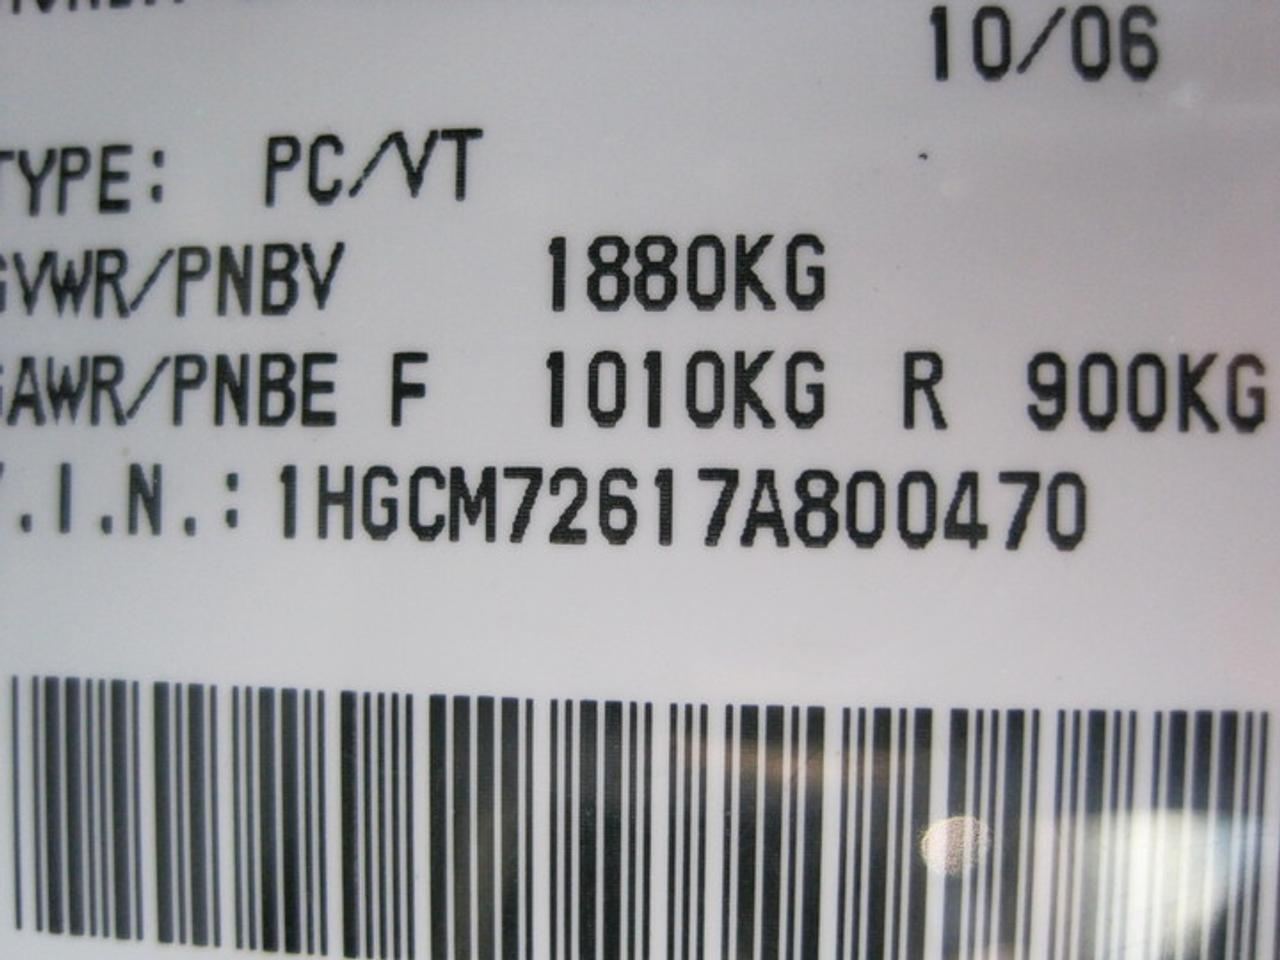 10/06
TYPE: PC/VT
GVWR/PNBV 1880KG
GAWR/PNBE F 1010KG R 900KG
V.I.N.: 1HGCM72617A800470